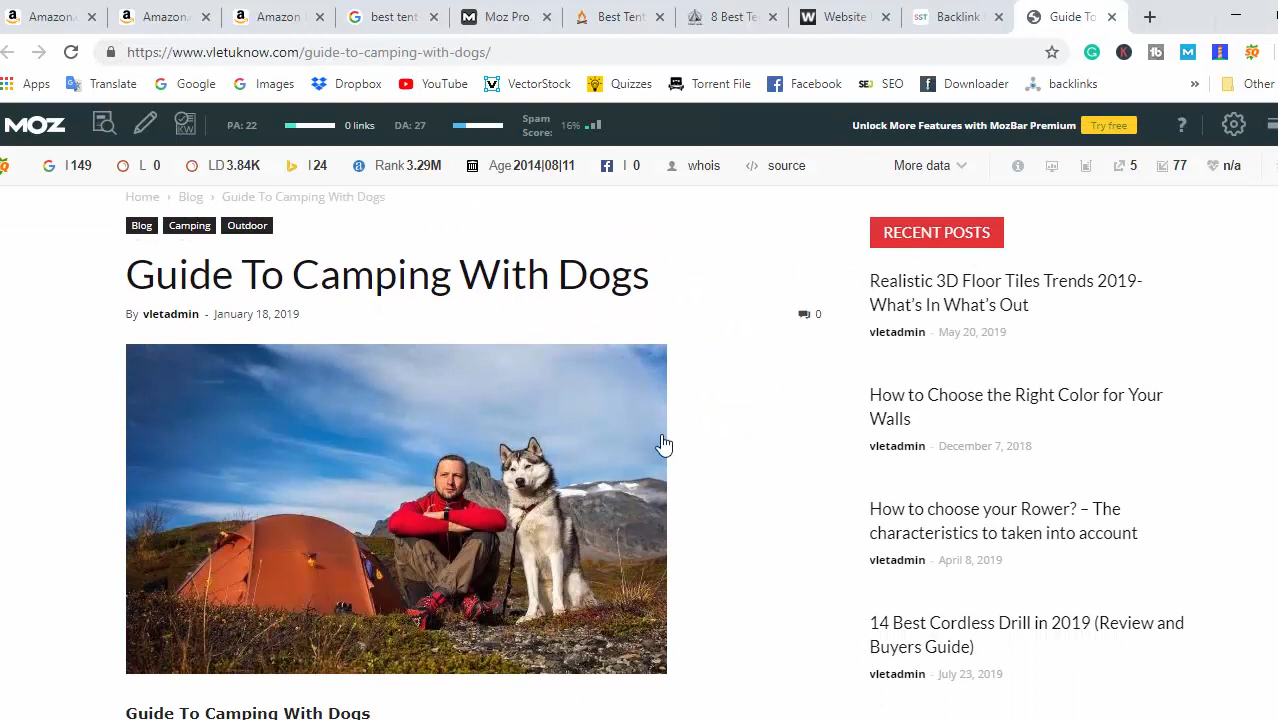 Amazon.
Amazon.
Amazon
best tent
Moz Pro
Best Tent
8 Best Te
Website
Backlink
Guide To
https://www.vletuknow.com/guide-to-camping-with-dogs/
Apps
Translate
Google
Images
Dropbox
YouTube
VectorStock
Quizzes
Torrent File
Facebook
SEJ SEO
Downloader
backlinks
»
Other
MOZ
PA: 22
0 links
DA: 27
Spam
Score:
16%
Unlock More Features with MozBar Premium
Try free
I 149
L 0
LD 3.84K
I 24
Rank 3.29M
Age 2014|08|11
I 0
whois
source
More data
5
77
n/a
Home › Blog › Guide To Camping With Dogs
Blog
Camping
Outdoor
Guide To Camping With Dogs
By vletadmin - January 18, 2019
0
Guide To Camping With Dogs
RECENT POSTS
Realistic 3D Floor Tiles Trends 2019-
What's In What's Out
vletadmin - May 20, 2019
How to Choose the Right Color for Your
Walls
vletadmin - December 7, 2018
How to choose your Rower? – The
characteristics to taken into account
vletadmin - April 8, 2019
14 Best Cordless Drill in 2019 (Review and
Buyers Guide)
vletadmin - July 23, 2019